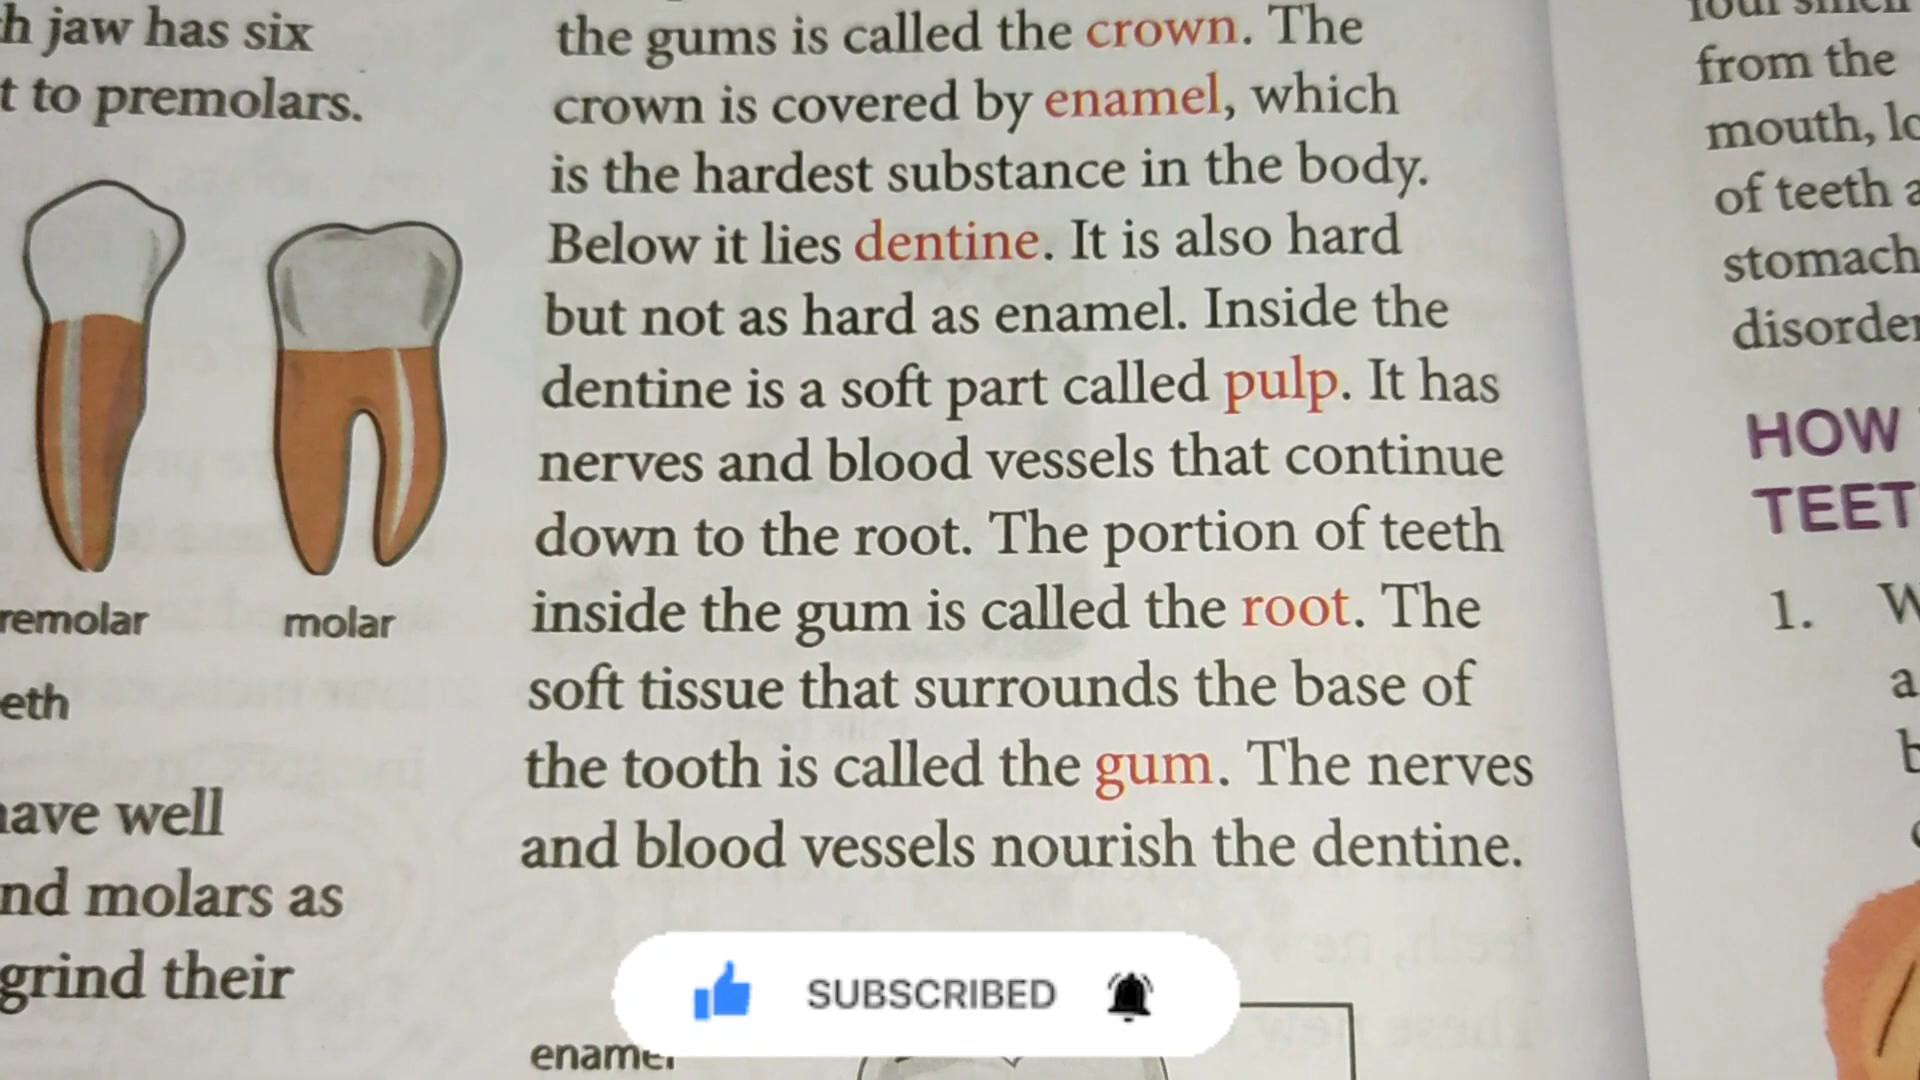 h jaw has six
t to premolars.
remolar
molar
eth
ave well
nd molars as
grind their
the gums is called the crown. The
crown is covered by enamel, which
is the hardest substance in the body.
Below it lies dentine. It is also hard
but not as hard as enamel. Inside the
dentine is a soft part called pulp. It has
nerves and blood vessels that continue
down to the root. The portion of teeth
inside the gum is called the root. The
soft tissue that surrounds the base of
the tooth is called the gum. The nerves
and blood vessels nourish the dentine.
SUBSCRIBED
enamel
from the
mouth, lo
of teeth a
stomach
disorder
HOW
TEET
1. W
a
b